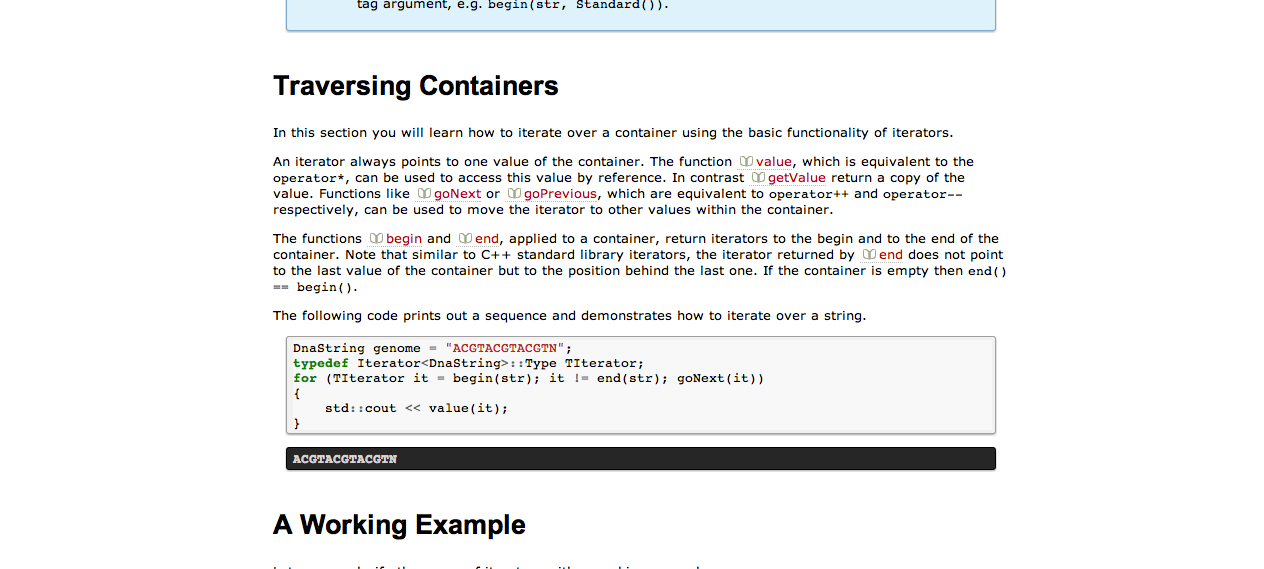 tag argument, e.g. begin(str, Standard()).
Traversing Containers
In this section you will learn how to iterate over a container using the basic functionality of iterators.
An iterator always points to one value of the container. The function value, which is equivalent to the
operator*, can be used to access this value by reference. In contrast getValue return a copy of the
value. Functions like goNext or goPrevious, which are equivalent to operator++ and operator--
respectively, can be used to move the iterator to other values within the container.
The functions begin and end, applied to a container, return iterators to the begin and to the end of the
container. Note that similar to C++ standard library iterators, the iterator returned by end does not point
to the last value of the container but to the position behind the last one. If the container is empty then end()
== begin().
The following code prints out a sequence and demonstrates how to iterate over a string.
DnaString genome = "ACGTACGTACGTN";
typedef Iterator<DnaString>::Type TIterator;
for (TIterator it = begin(str); it != end(str); goNext(it))
{
    std::cout << value(it);
}
ACGTACGTACGTN
A Working Example